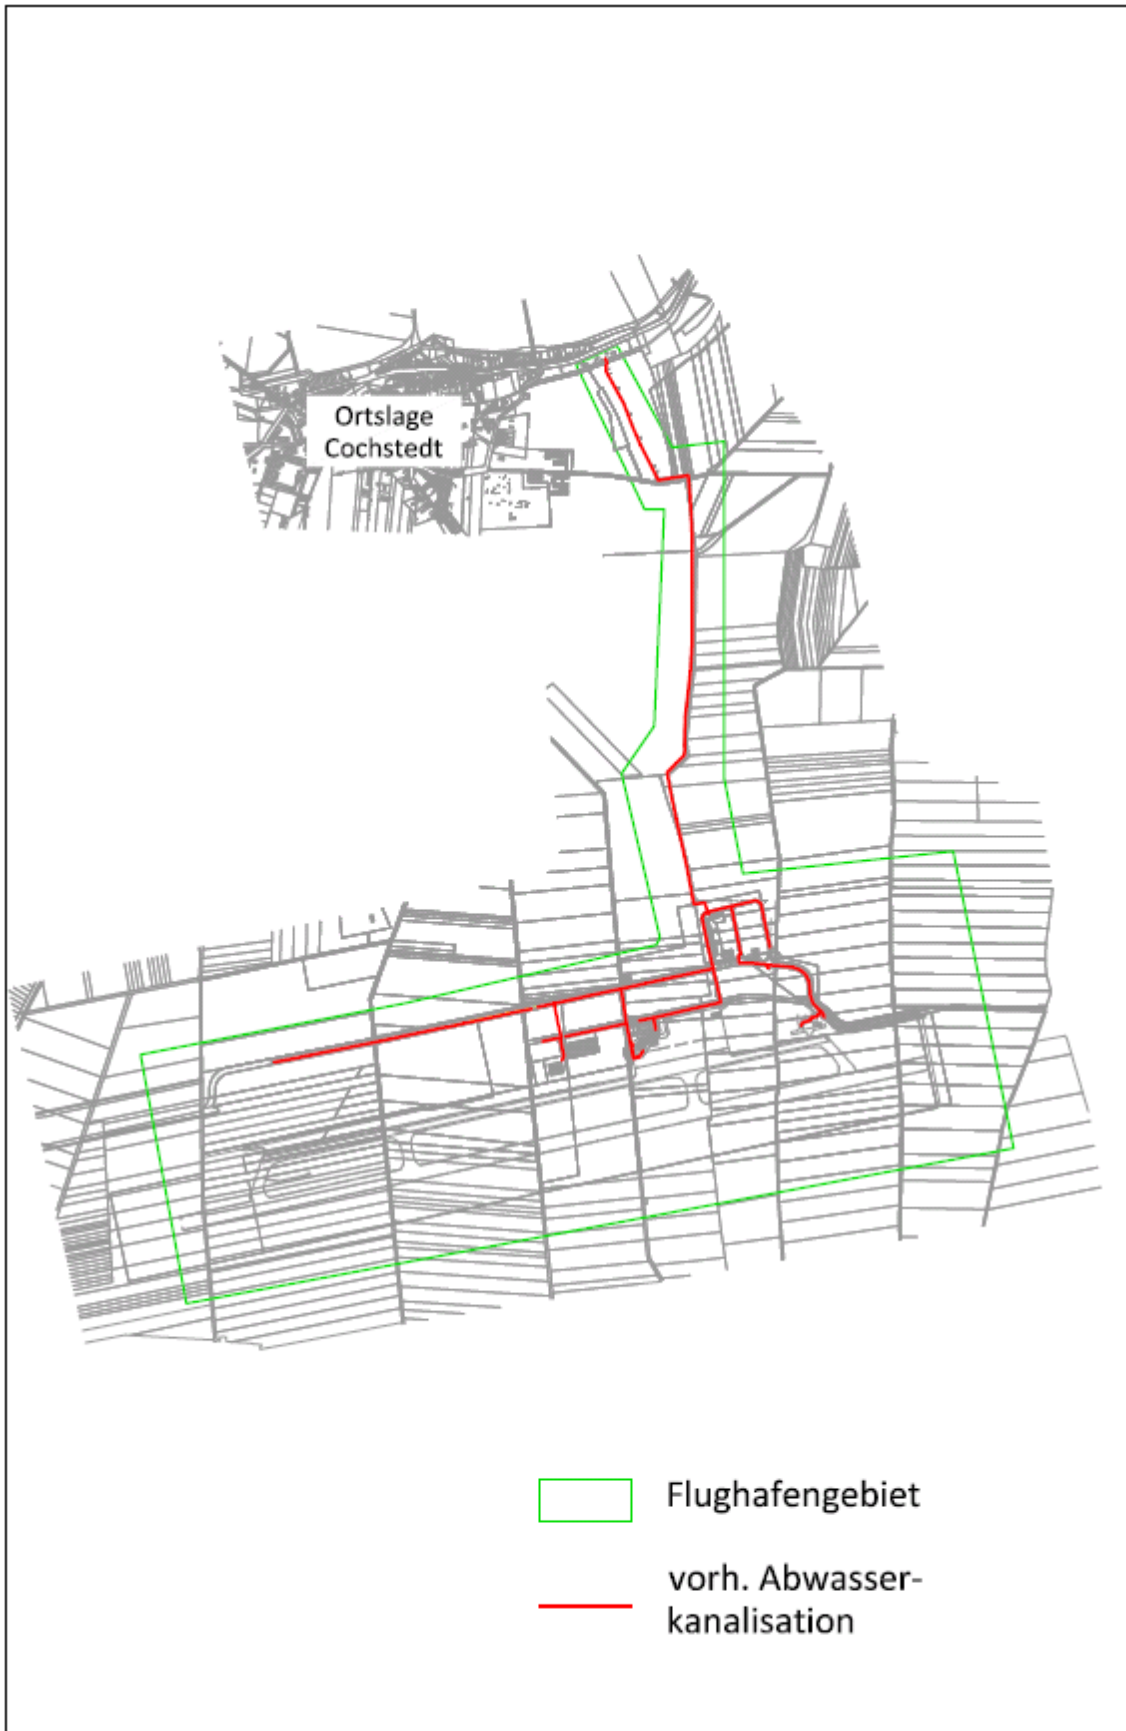 Ortslage
Cochstedt
Flughafengebiet
vorh. Abwasser-
kanalisation